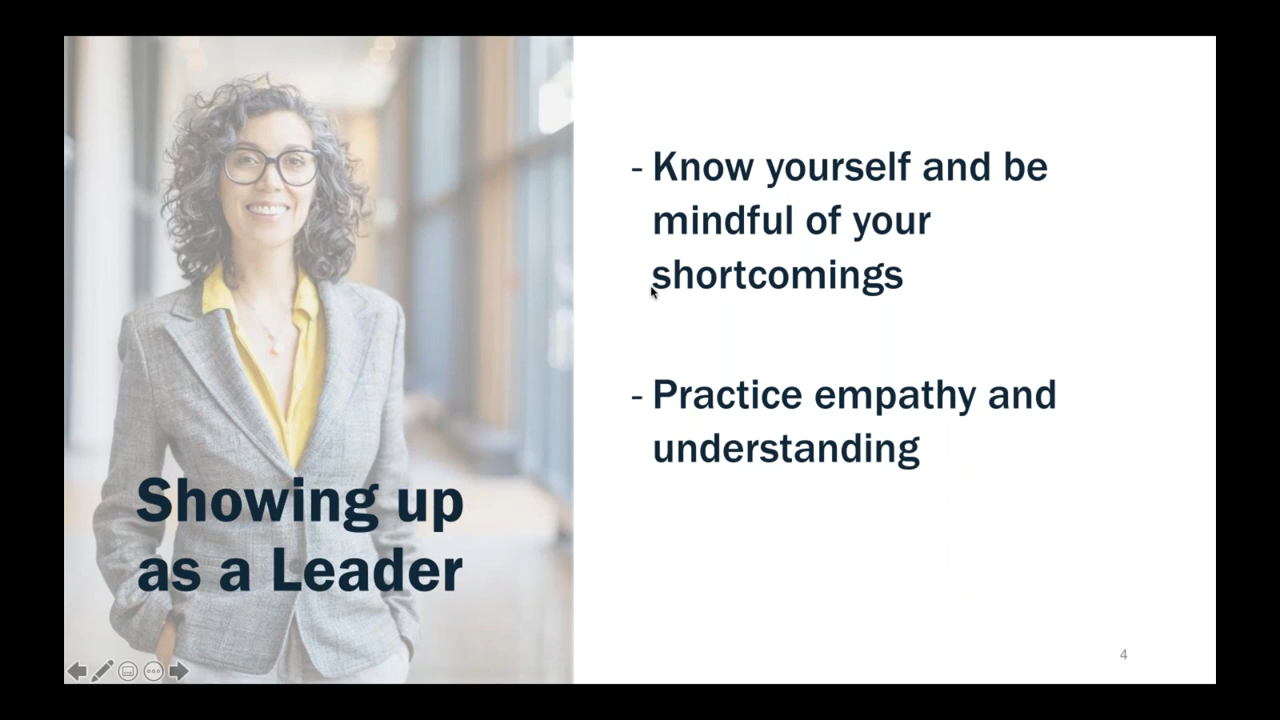 - Know yourself and be
mindful of your
shortcomings
- Practice empathy and
understanding
Showing up
as a Leader
4